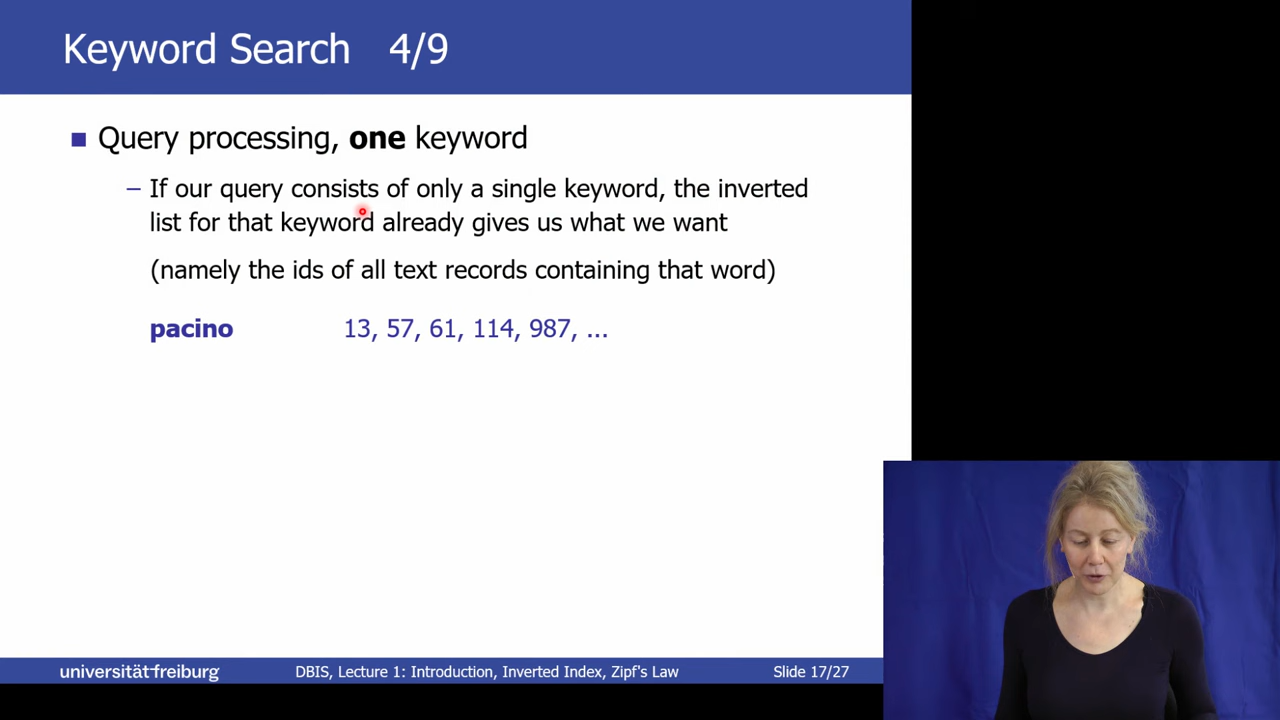 Keyword Search 4/9
Query processing, one keyword
– If our query consists of only a single keyword, the inverted
list for that keyword already gives us what we want
(namely the ids of all text records containing that word)
pacino 13, 57, 61, 114, 987, ...
universität freiburg DBIS, Lecture 1: Introduction, Inverted Index, Zipf's Law Slide 17/27